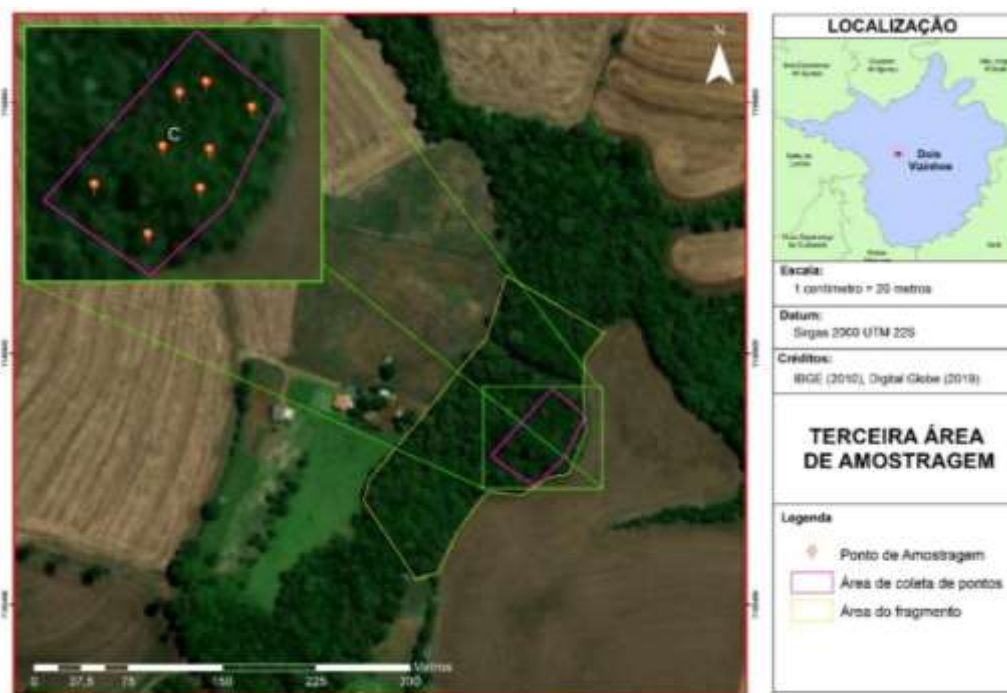 C
N
0 37,5 75 150 225 300
Metros
LOCALIZAÇÃO
Dois
Vizinhos
Escala:
1 centímetro = 20 metros
Datum:
Sirgas 2000 UTM 22S
Créditos:
IBGE (2010), Digital Globe (2019)
TERCEIRA ÁREA
DE AMOSTRAGEM
Legenda
Ponto de Amostragem
Área de coleta de pontos
Área do fragmento